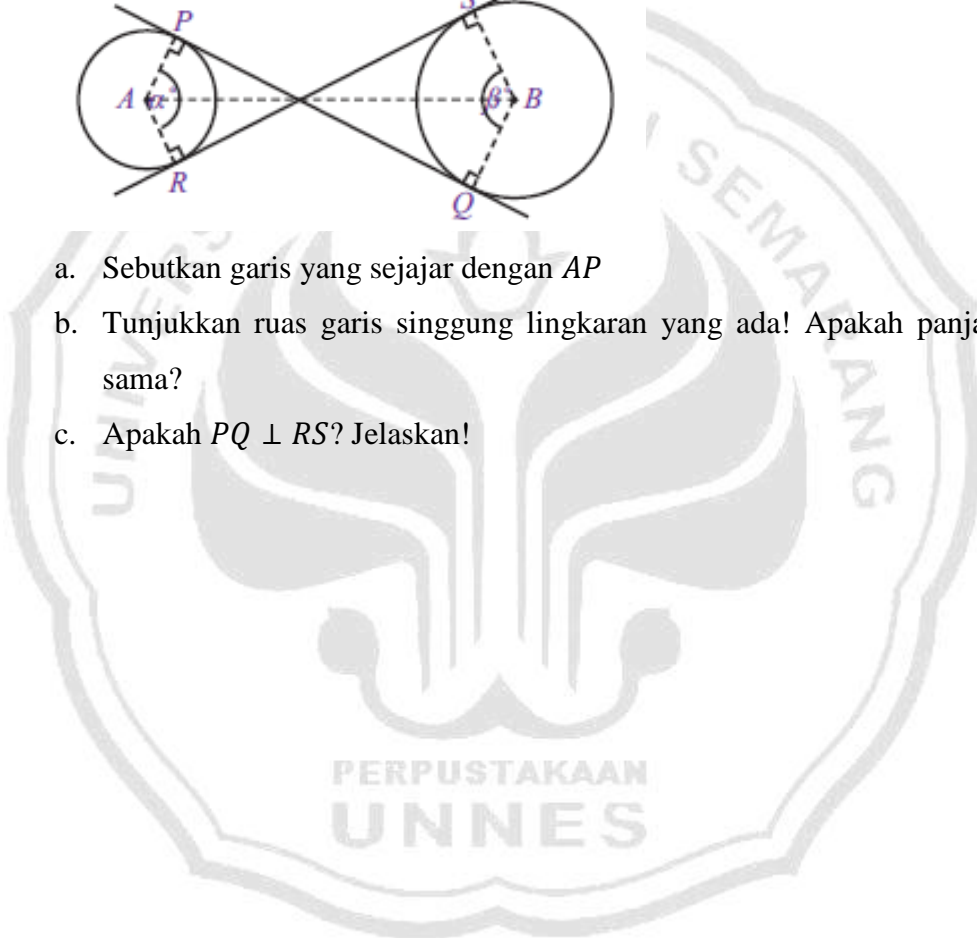 S
P
A α° β° B
R
Q
a. Sebutkan garis yang sejajar dengan AP
b. Tunjukkan ruas garis singgung lingkaran yang ada! Apakah panja
sama?
c. Apakah PQ ⊥ RS? Jelaskan!
SEMARANG
PERPUSTAKAAN
UNNES